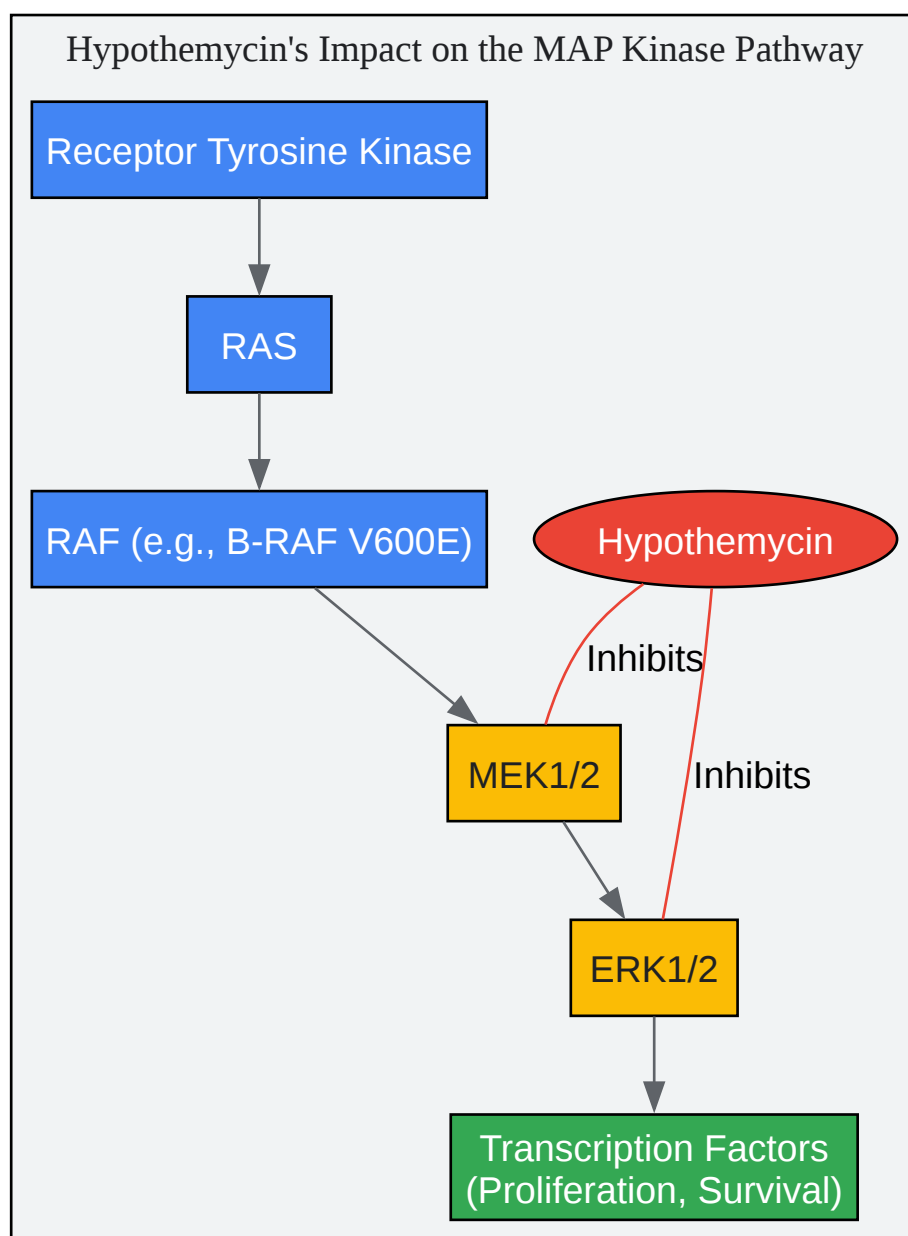 Hypothemycin's Impact on the MAP Kinase Pathway
Receptor Tyrosine Kinase
RAS
RAF (e.g., B-RAF V600E)
Hypothemycin
Inhibits
MEK1/2
Inhibits
ERK1/2
Transcription Factors
(Proliferation, Survival)